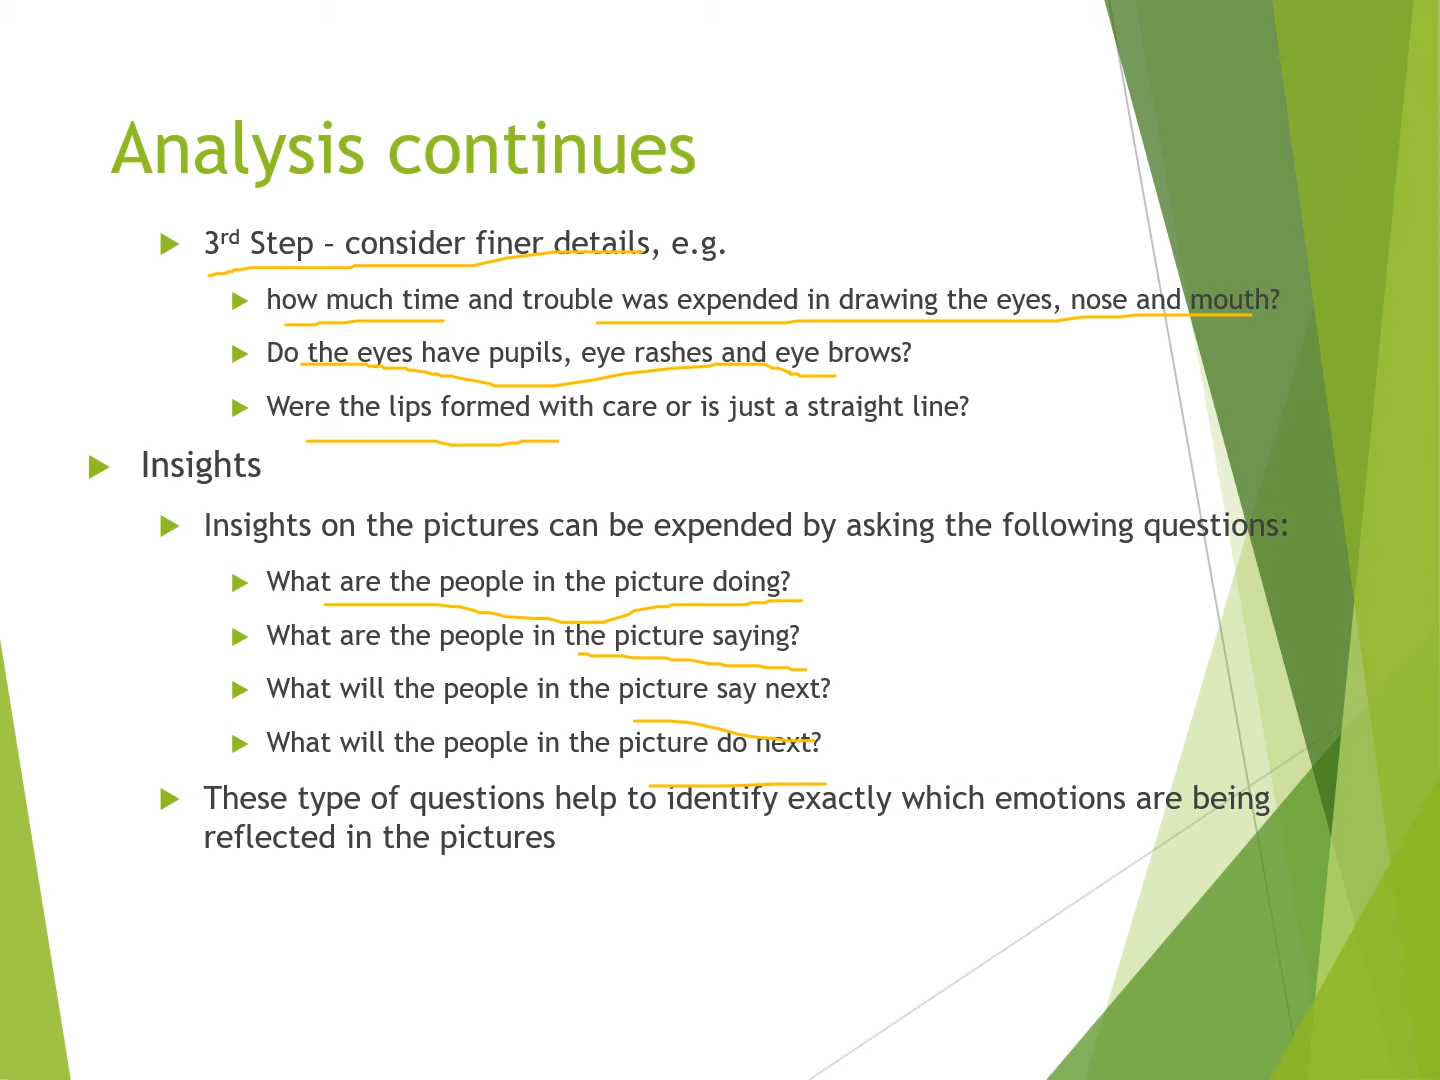 Analysis continues
3rd Step - consider finer details, e.g.
how much time and trouble was expended in drawing the eyes, nose and mouth?
Do the eyes have pupils, eye rashes and eye brows?
Were the lips formed with care or is just a straight line?
Insights
Insights on the pictures can be expended by asking the following questions:
What are the people in the picture doing?
What are the people in the picture saying?
What will the people in the picture say next?
What will the people in the picture do next?
These type of questions help to identify exactly which emotions are being
reflected in the pictures